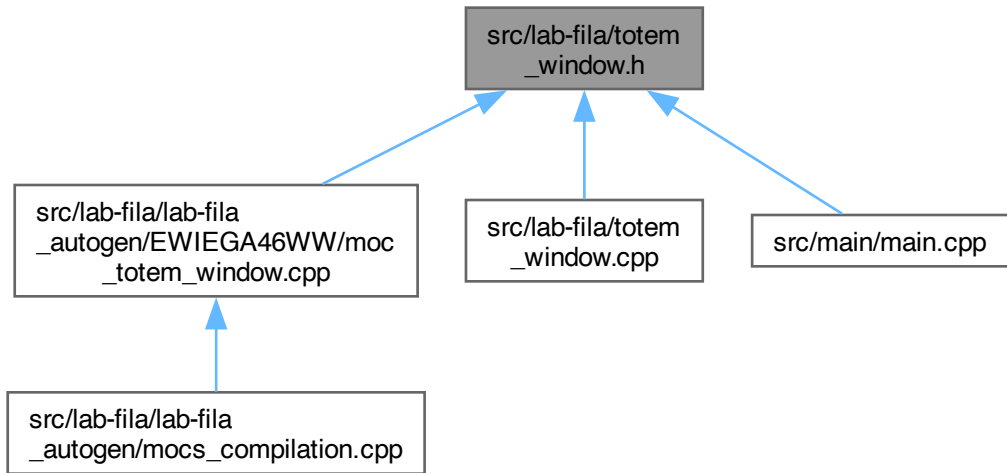 src/lab-fila/totem
_window.h
src/lab-fila/lab-fila
_autogen/EWIEGA46WW/moc
_totem_window.cpp
src/lab-fila/totem
_window.cpp
src/main/main.cpp
src/lab-fila/lab-fila
_autogen/mocs_compilation.cpp